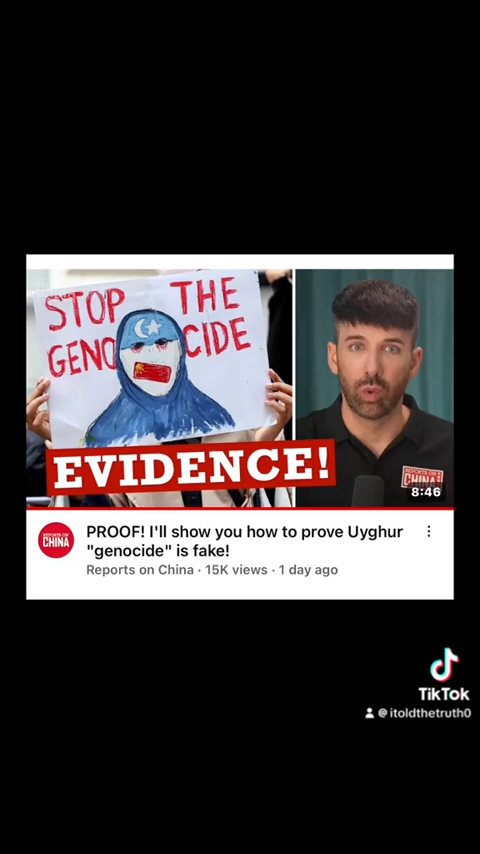 STOP THE
GENOCIDE
EVIDENCE!
REPORTS ON
CHINA
8:46
REPORTS ON
CHINA
PROOF! I'll show you how to prove Uyghur
"genocide" is fake!
Reports on China · 15K views · 1 day ago
TikTok
@itoldthetruth0